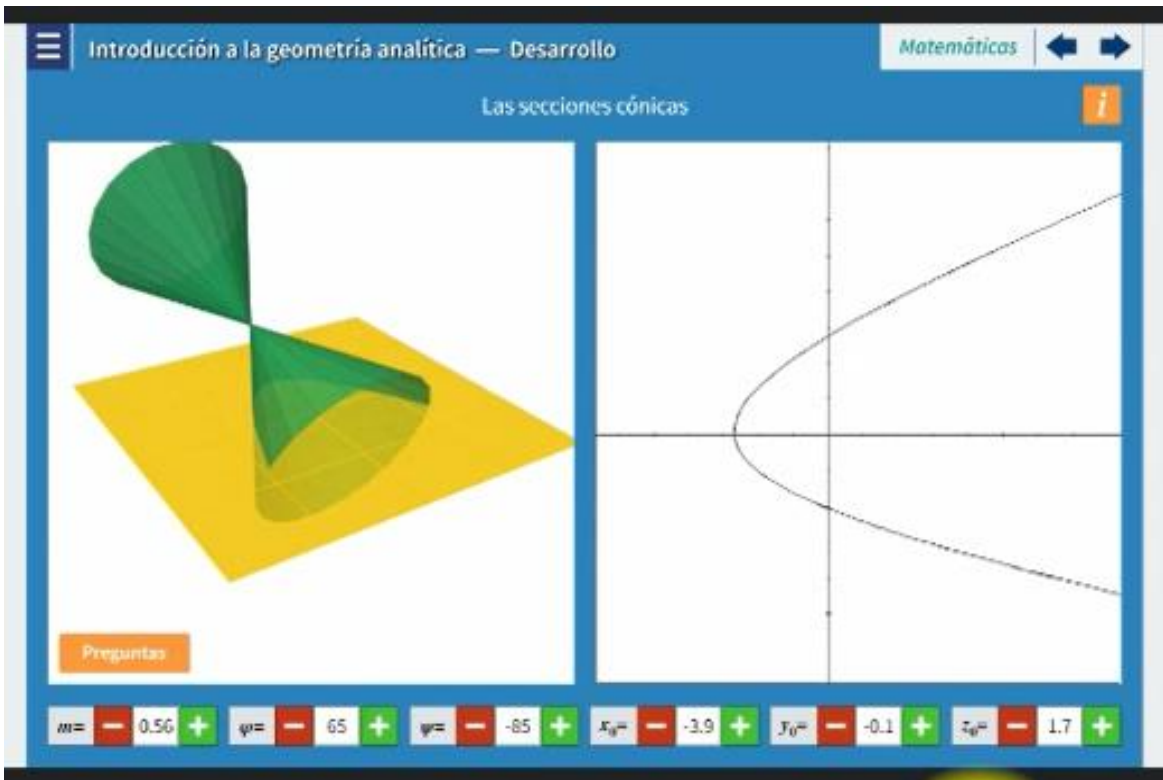 Introducción a la geometría analítica — Desarrollo
Matemáticas
Las secciones cónicas
i
Preguntas
m= − 0.56 + φ= − 65 + ψ= − -85 + x₀= − -3.9 + y₀= − -0.1 + z₀= − 1.7 +